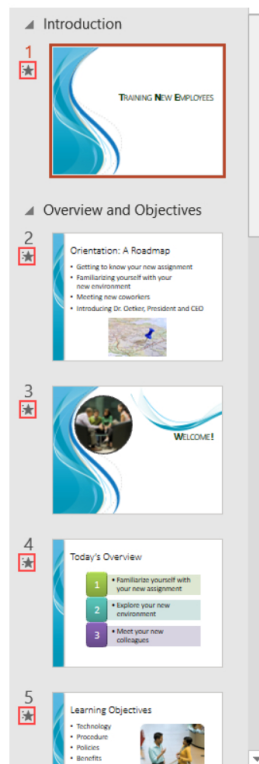 Introduction
1
TRAINING NEW EMPLOYEES
Overview and Objectives
2
Orientation: A Roadmap
• Getting to know your new assignment
• Familiarizing yourself with your
new environment
• Meeting new coworkers
• Introducing Dr. Oetker, President and CEO
3
WELCOME!
4
Today's Overview
1
• Familiarize yourself with
your new assignment
2
• Explore your new
environment
3
• Meet your new
colleagues
5
Learning Objectives
• Technology
• Procedure
• Policies
• Benefits